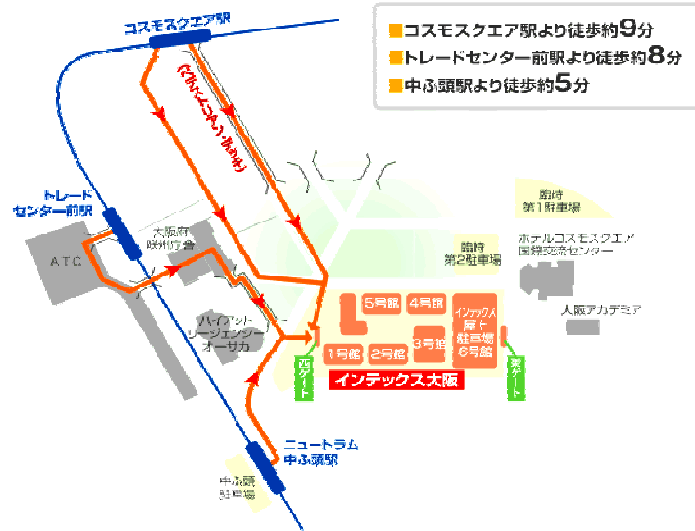 コスモスクエア駅
コスモスクエア駅より徒歩約9分
トレードセンター前駅より徒歩約8分
中ふ頭駅より徒歩約5分
トレード
センター前駅
ATC
大阪府
咲洲庁舎
臨時
第1駐車場
臨時
第2駐車場
ホテルコスモスクエア
国際交流センター
大阪アカデミア
ハイアット
リージェンシー
オーサカ
5号館
4号館
インテックス
屋上
駐車場
6号館
3号館
1号館
2号館
西ゲート
インテックス大阪
東ゲート
ニュートラム
中ふ頭駅
中ふ頭
駐車場